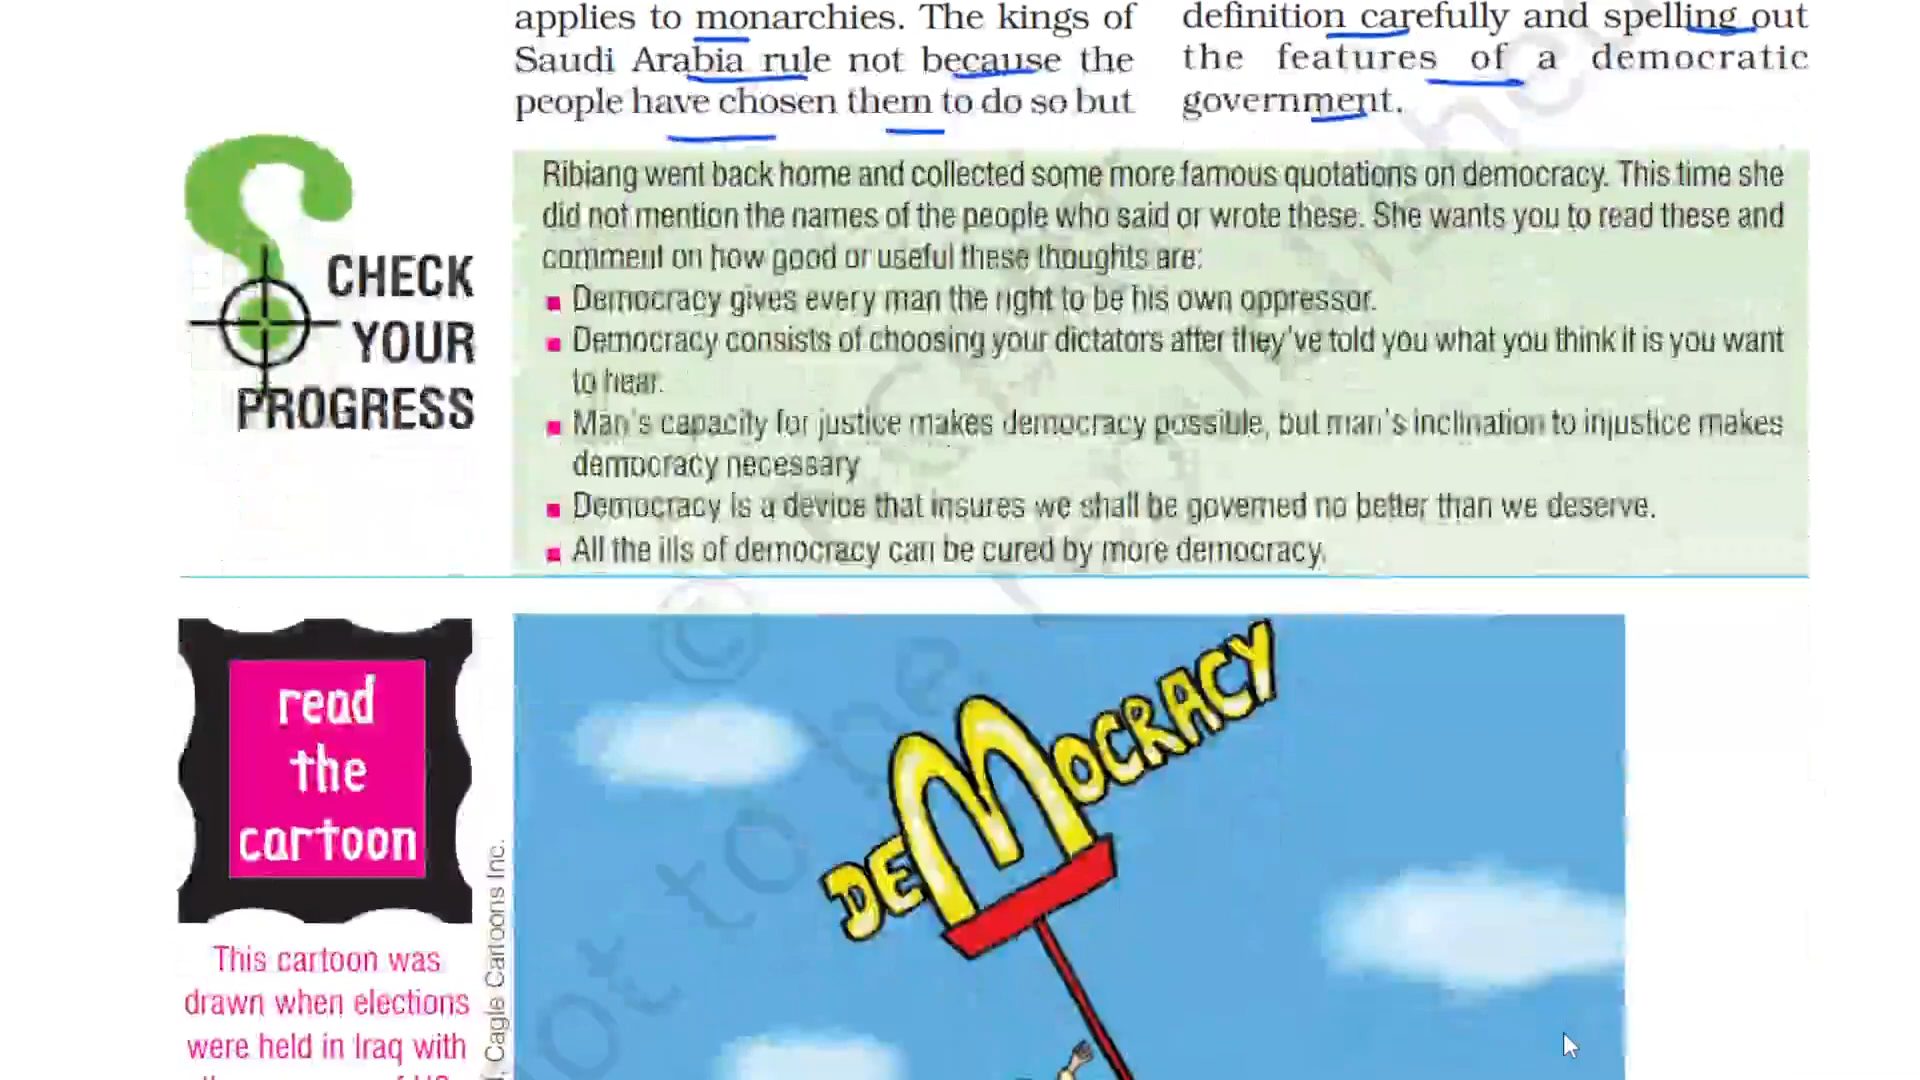 applies to monarchies. The kings of
Saudi Arabia rule not because the
people have chosen them to do so but
definition carefully and spelling out
the features of a democratic
government.
CHECK
YOUR
PROGRESS
Ribiang went back home and collected some more famous quotations on democracy. This time she
did not mention the names of the people who said or wrote these. She wants you to read these and
comment on how good or useful these thoughts are:
Democracy gives every man the right to be his own oppressor.
Democracy consists of choosing your dictators after they've told you what you think it is you want
to hear.
Man's capacity for justice makes democracy possible, but man's inclination to injustice makes
democracy necessary
Democracy is a device that insures we shall be governed no better than we deserve.
All the ills of democracy can be cured by more democracy.
read
the
cartoon
This cartoon was
drawn when elections
were held in Iraq with
Cagle Cartoons Inc.
DEMOCRACY
© 
not to be